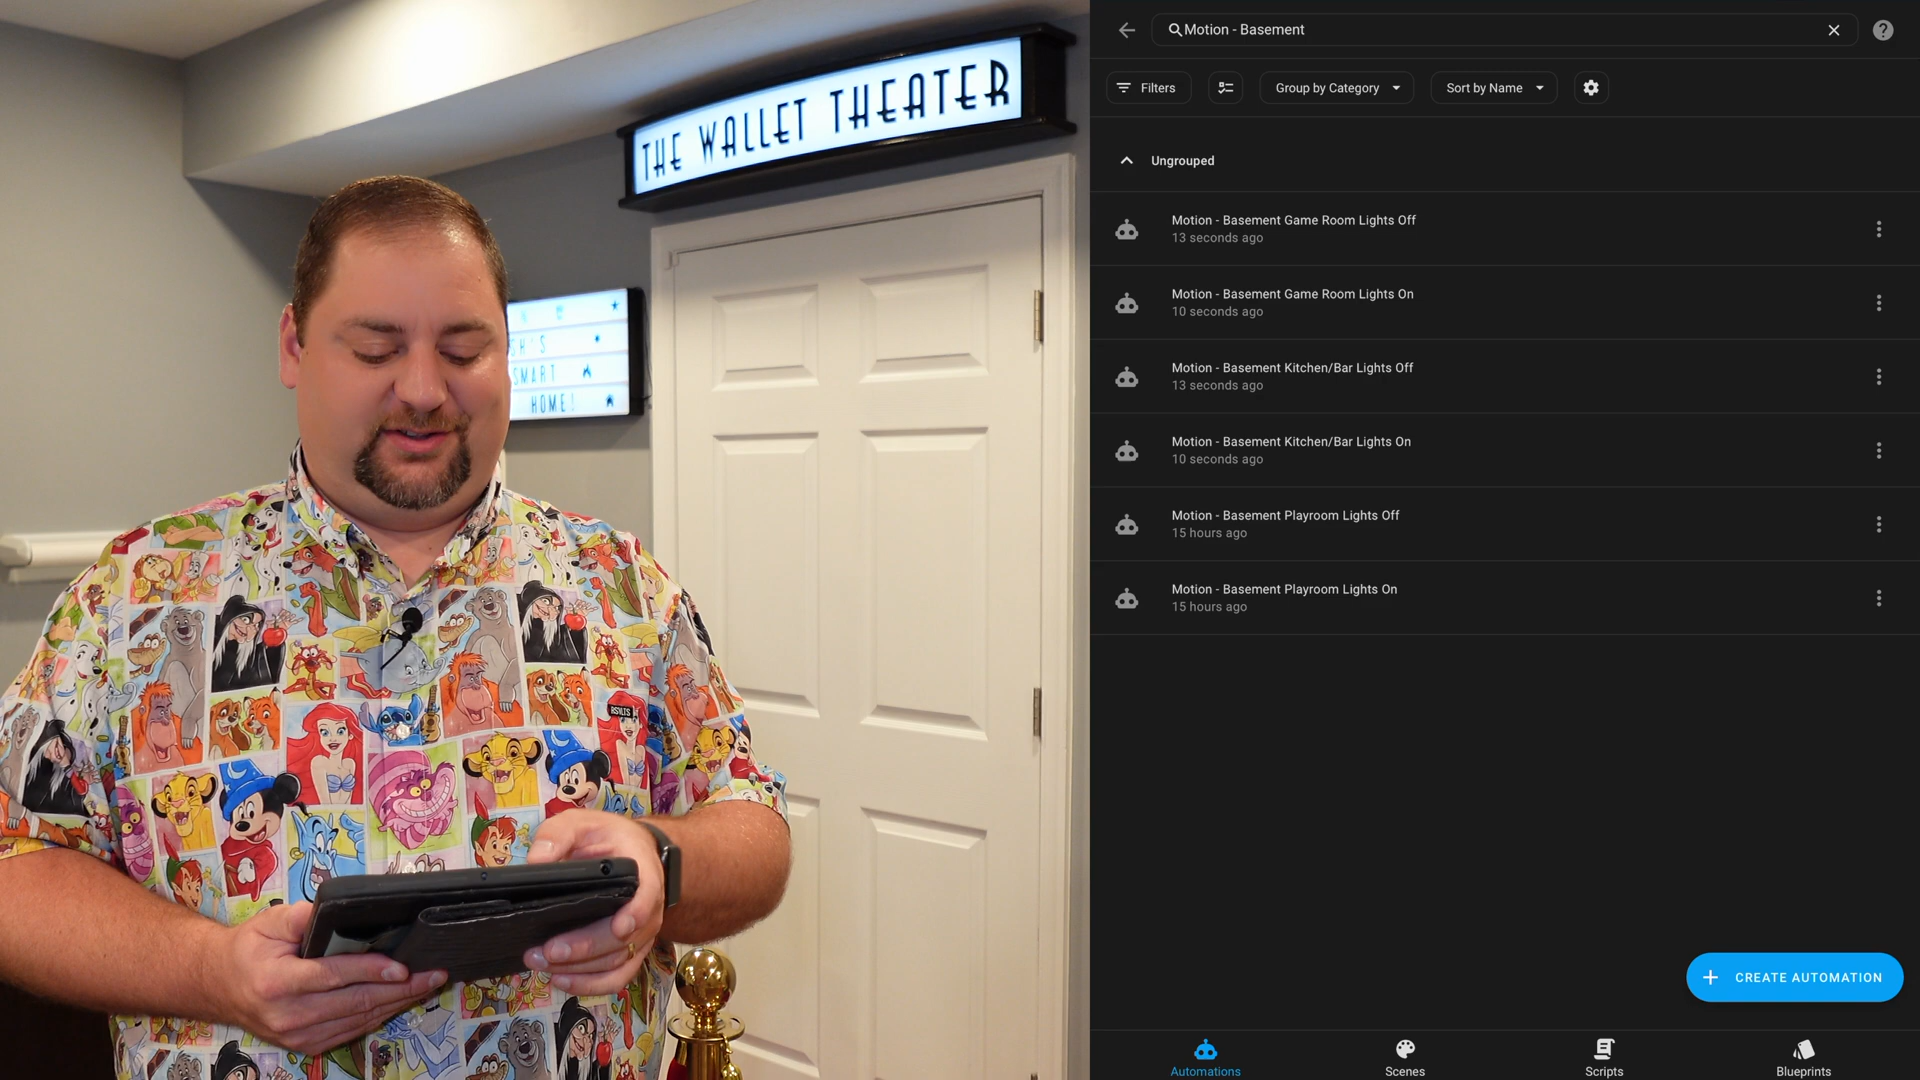 THE WALLET THEATER
SH'S
SMART
HOME!
RSVLTS
Motion - Basement
Filters
Group by Category
Sort by Name
Ungrouped
Motion - Basement Game Room Lights Off
13 seconds ago
Motion - Basement Game Room Lights On
10 seconds ago
Motion - Basement Kitchen/Bar Lights Off
13 seconds ago
Motion - Basement Kitchen/Bar Lights On
10 seconds ago
Motion - Basement Playroom Lights Off
15 hours ago
Motion - Basement Playroom Lights On
15 hours ago
CREATE AUTOMATION
Automations
Scenes
Scripts
Blueprints